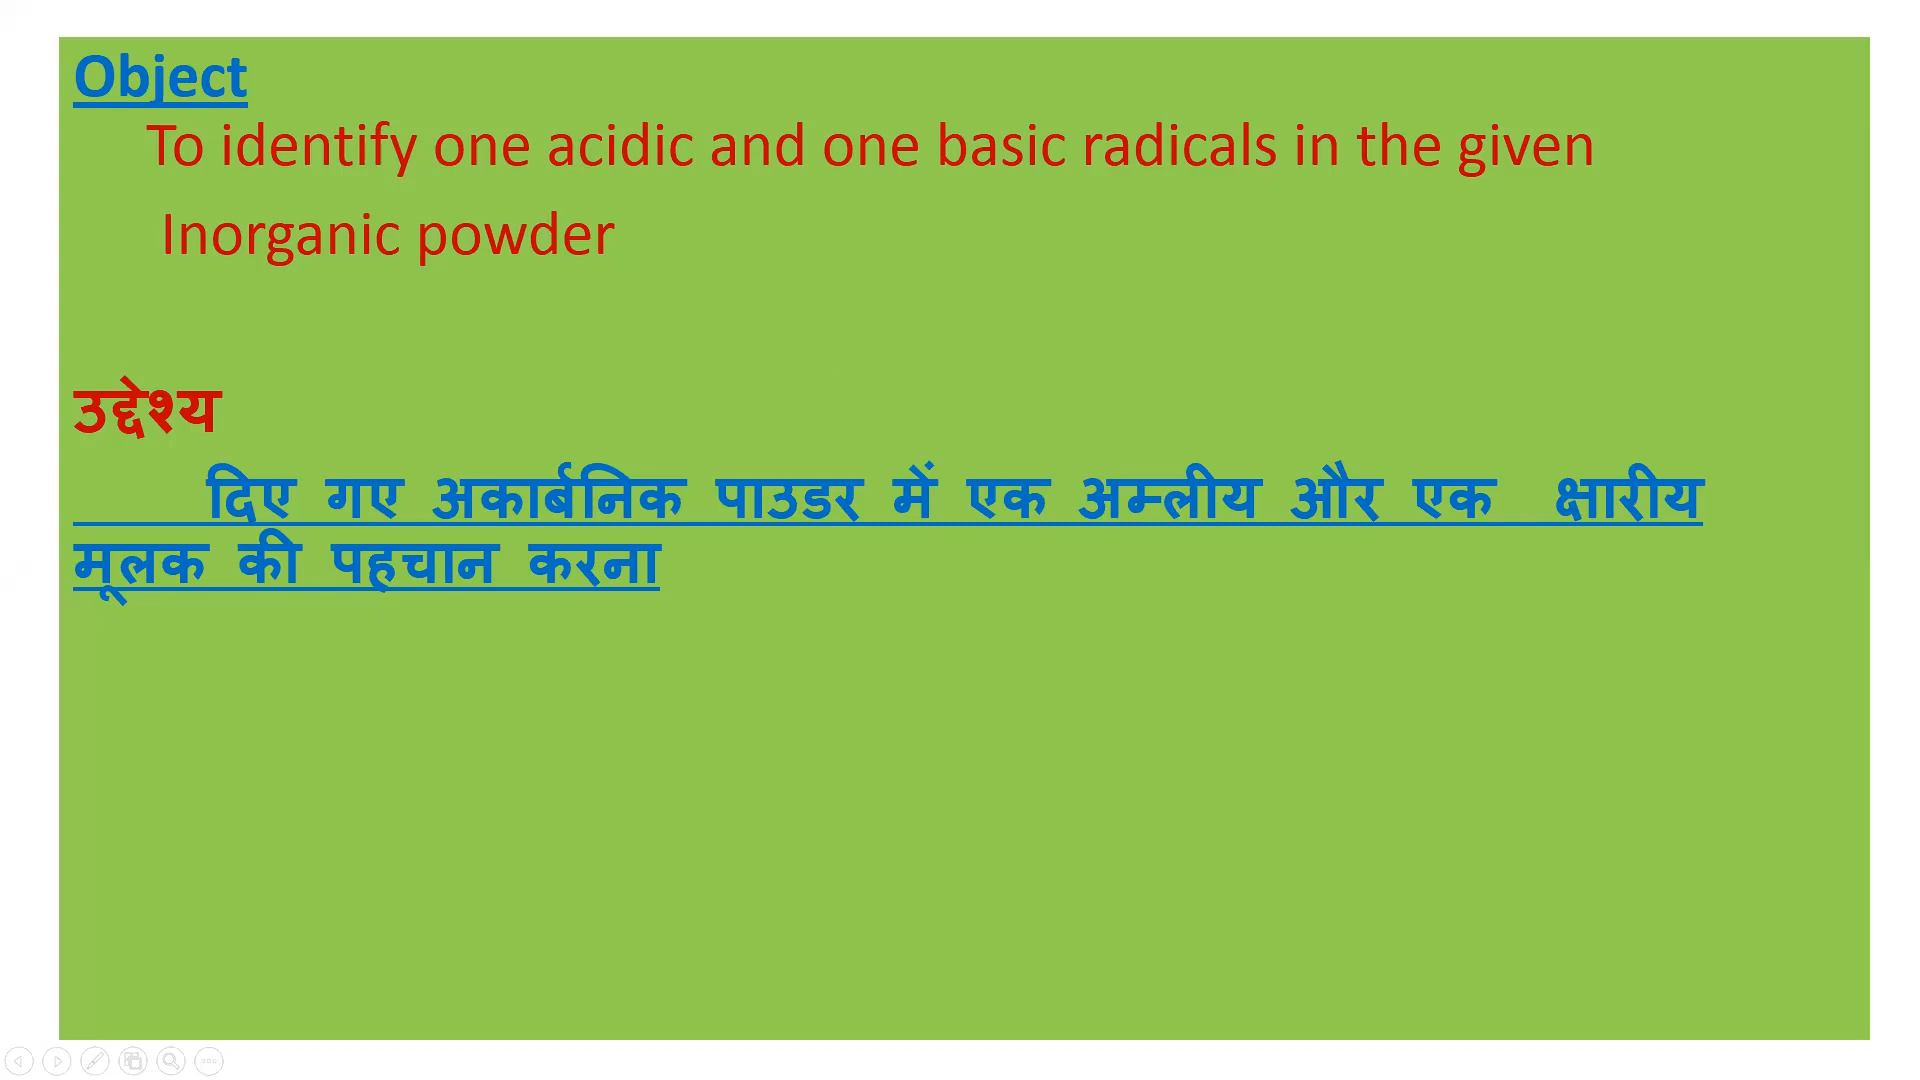 Object
To identify one acidic and one basic radicals in the given
Inorganic powder
उद्देश्य
दिए गए अकार्बनिक पाउडर में एक अम्लीय और एक क्षारीय
मूलक की पहचान करना